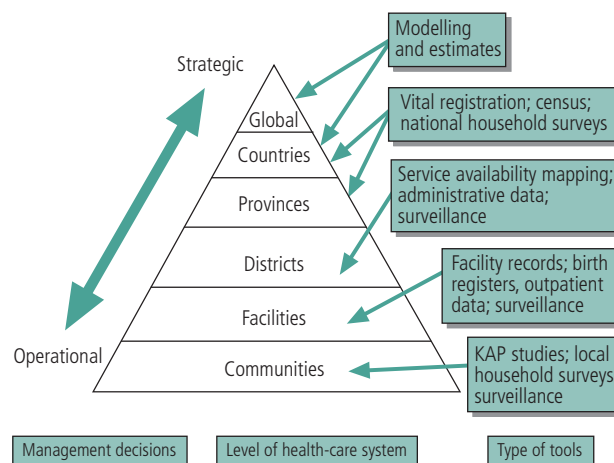 Modelling
and estimates
Strategic
Global
Vital registration; census;
national household surveys
Countries
Service availability mapping;
administrative data;
surveillance
Provinces
Districts
Facility records; birth
registers, outpatient
data; surveillance
Facilities
Operational
Communities
KAP studies; local
household surveys
surveillance
Management decisions
Level of health-care system
Type of tools